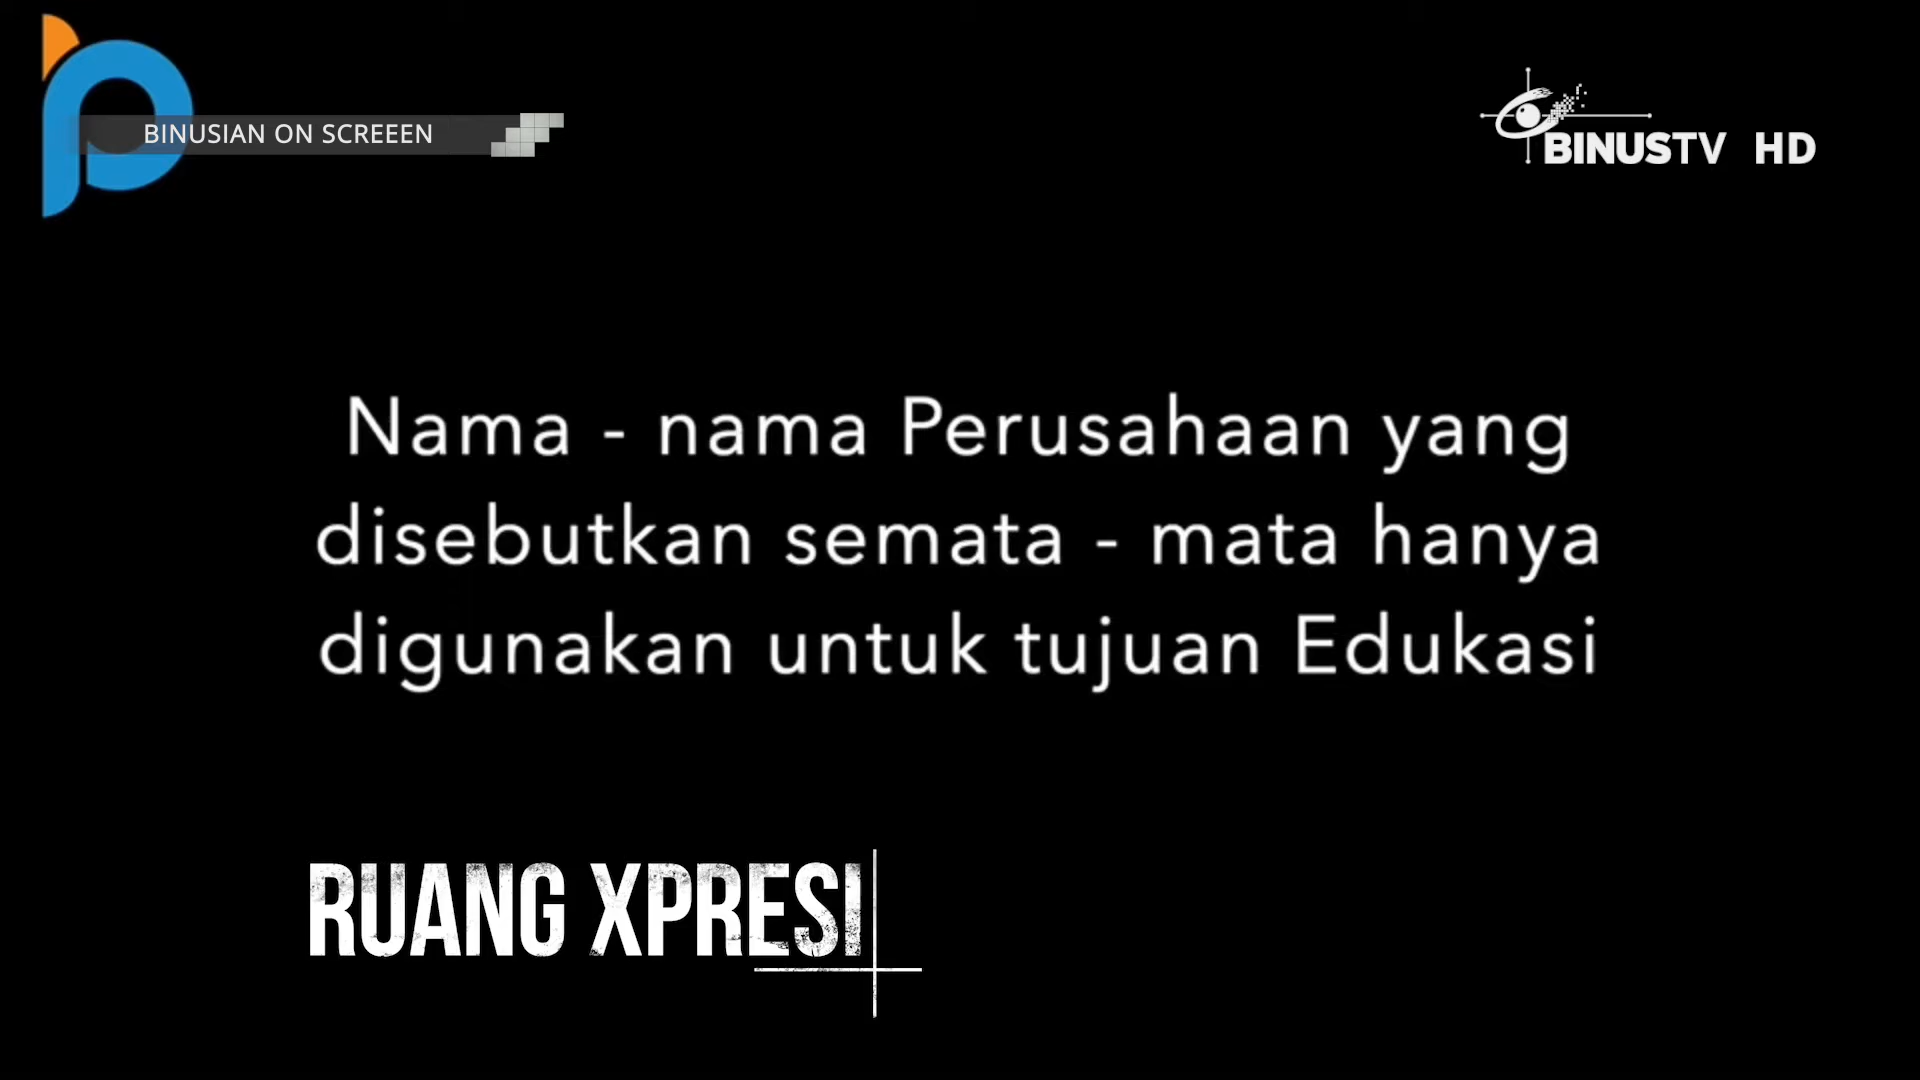 BINUSIAN ON SCREEEN
BINUSTV HD
Nama - nama Perusahaan yang
disebutkan semata - mata hanya
digunakan untuk tujuan Edukasi
RUANG XPRESI